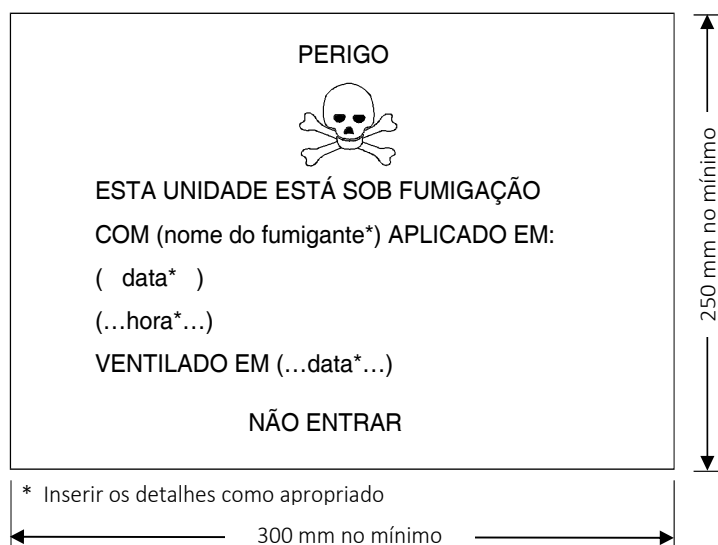 PERIGO
ESTA UNIDADE ESTÁ SOB FUMIGAÇÃO
COM (nome do fumigante*) APLICADO EM:
( data* )
(…hora*…)
VENTILADO EM (…data*…)
NÃO ENTRAR
250 mm no mínimo
* Inserir os detalhes como apropriado
300 mm no mínimo